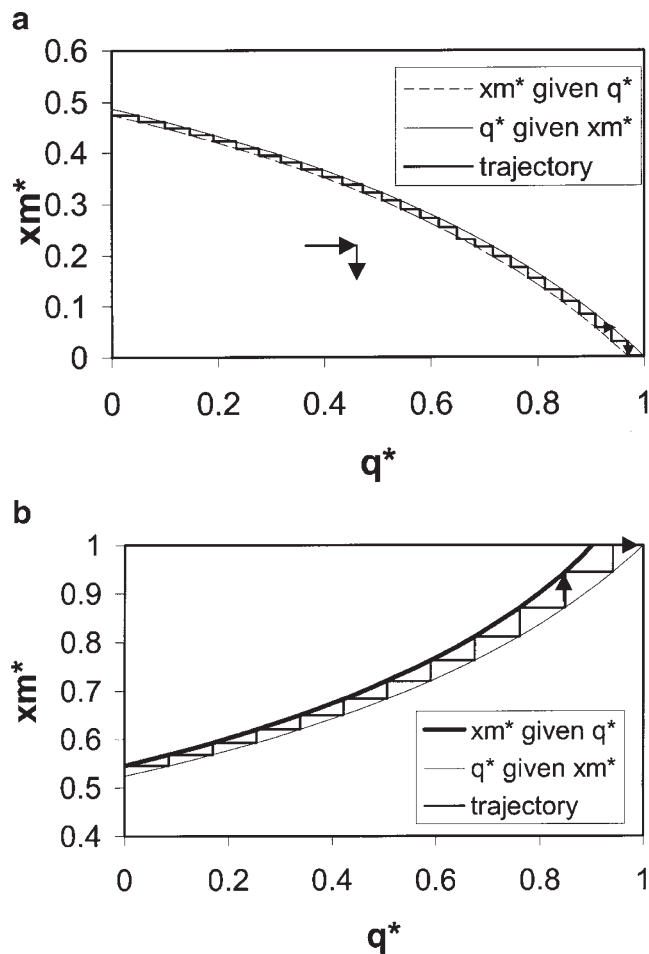 a
0.6
0.5
0.4
0.3
0.2
0.1
0
xm*
xm* given q*
q* given xm*
trajectory
0 0.2 0.4 0.6 0.8 1
q*
b
1
0.9
0.8
0.7
0.6
0.5
0.4
xm*
xm* given q*
q* given xm*
trajectory
0 0.2 0.4 0.6 0.8 1
q*